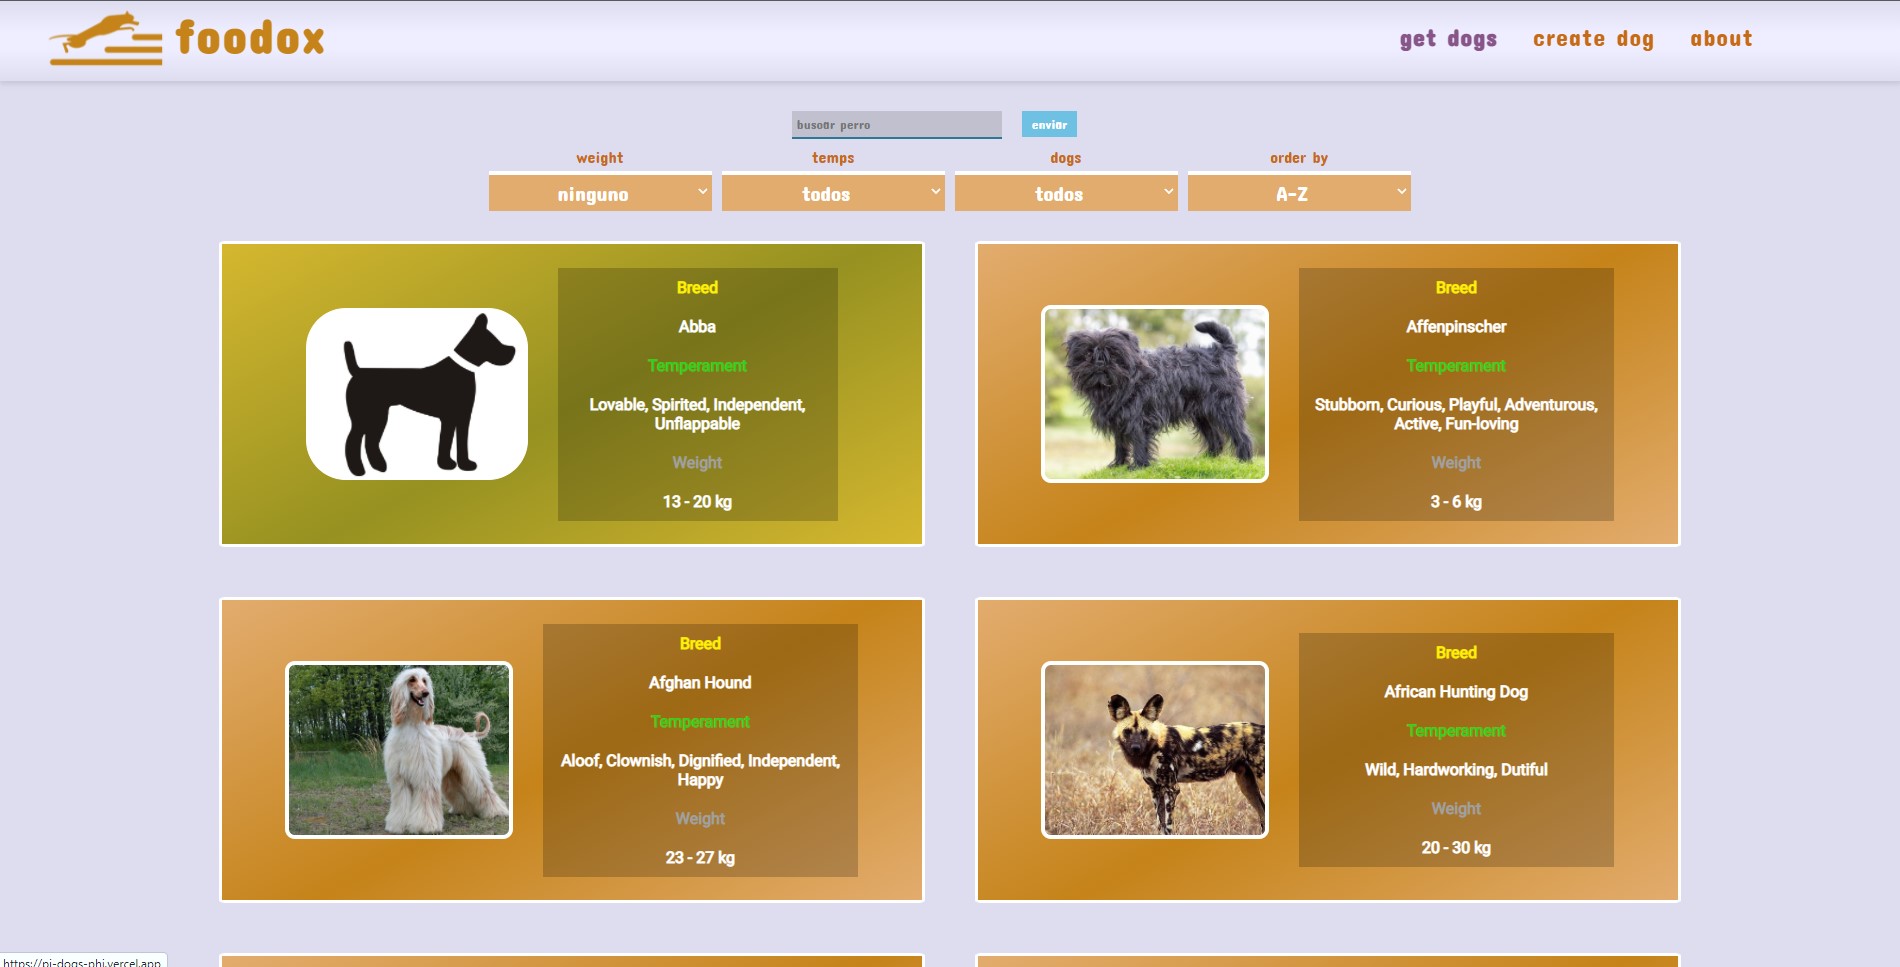 foodox
get dogs
create dog
about
buscar perro
enviar
weight
temps
dogs
order by
ninguno
todos
todos
A-Z
Breed
Abba
Temperament
Lovable, Spirited, Independent,
Unflappable
Weight
13 - 20 kg
Breed
Affenpinscher
Temperament
Stubborn, Curious, Playful, Adventurous,
Active, Fun-loving
Weight
3 - 6 kg
Breed
Afghan Hound
Temperament
Aloof, Clownish, Dignified, Independent,
Happy
Weight
23 - 27 kg
Breed
African Hunting Dog
Temperament
Wild, Hardworking, Dutiful
Weight
20 - 30 kg
https://pi-dogs-phi.vercel.app